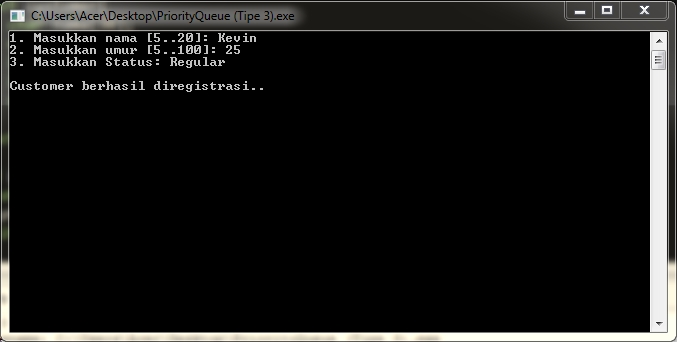 C:\Users\Acer\Desktop\PriorityQueue (Tipe 3).exe
1. Masukkan nama [5..20]: Kevin
2. Masukkan umur [5..100]: 25
3. Masukkan Status: Regular
Customer berhasil diregistrasi..